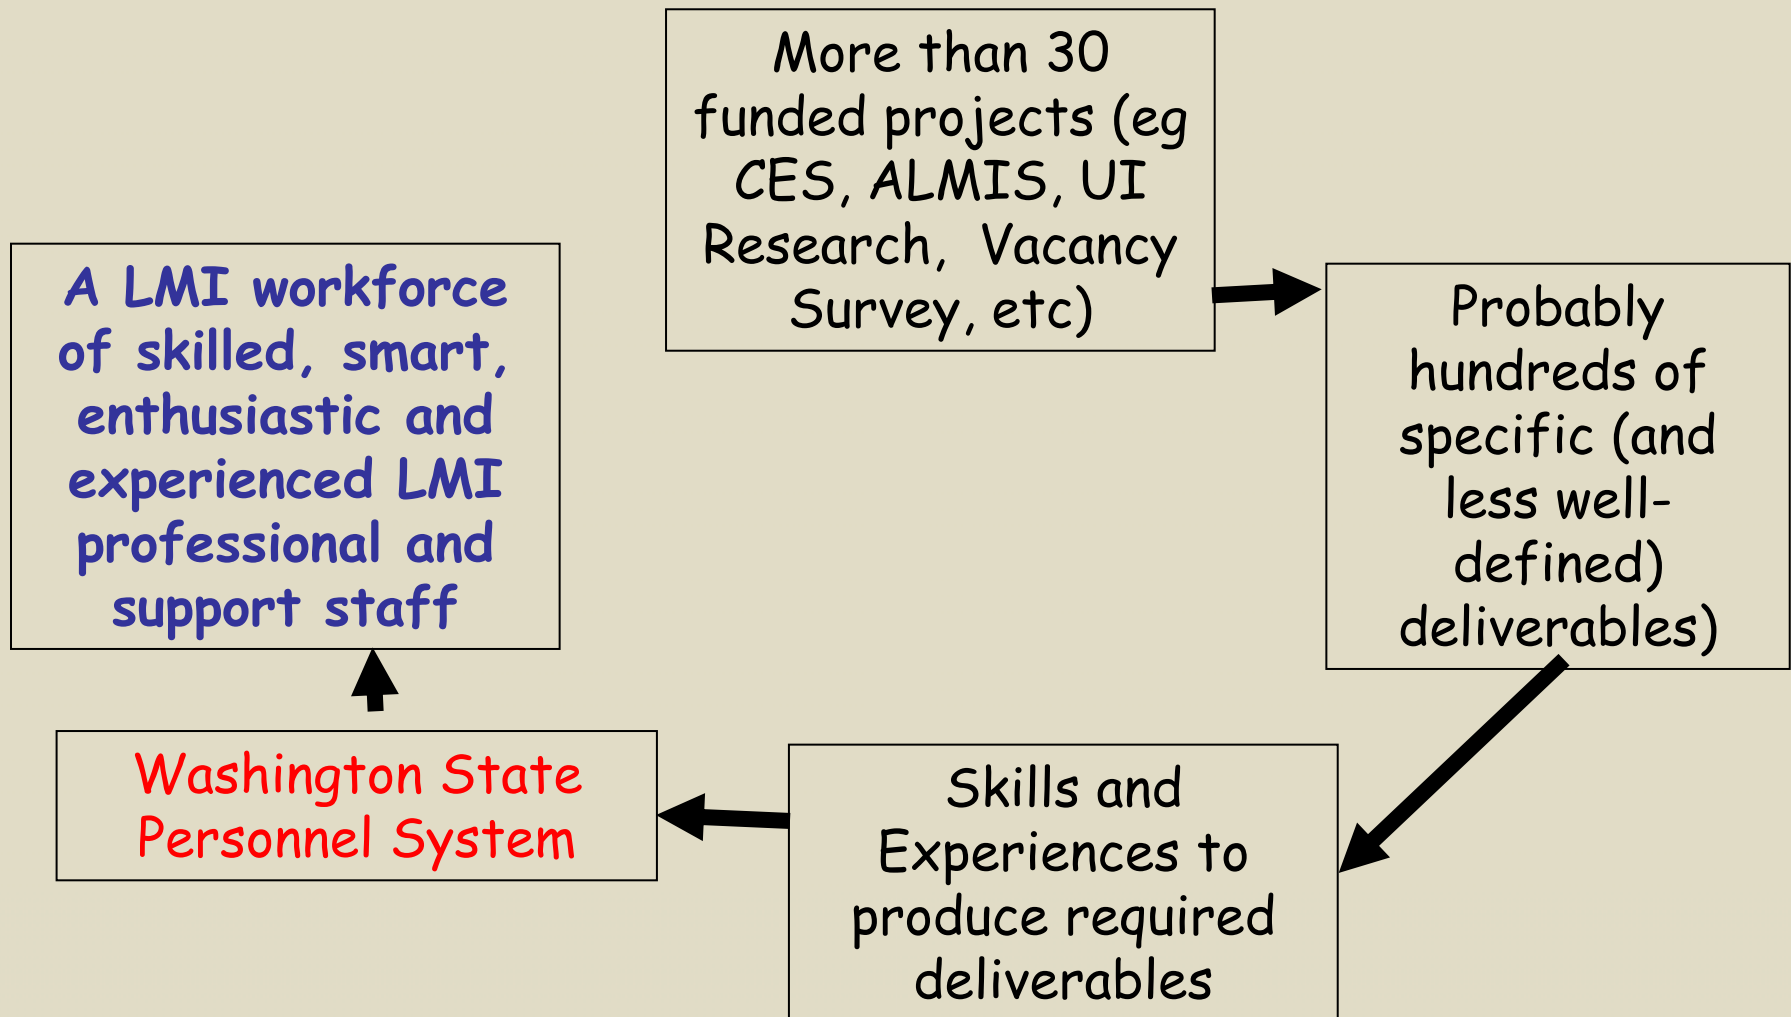 More than 30
funded projects (eg
CES, ALMIS, UI
Research, Vacancy
Survey, etc)
Probably
hundreds of
specific (and
less well-
defined)
deliverables)
Skills and
Experiences to
produce required
deliverables
Washington State
Personnel System
A LMI workforce
of skilled, smart,
enthusiastic and
experienced LMI
professional and
support staff